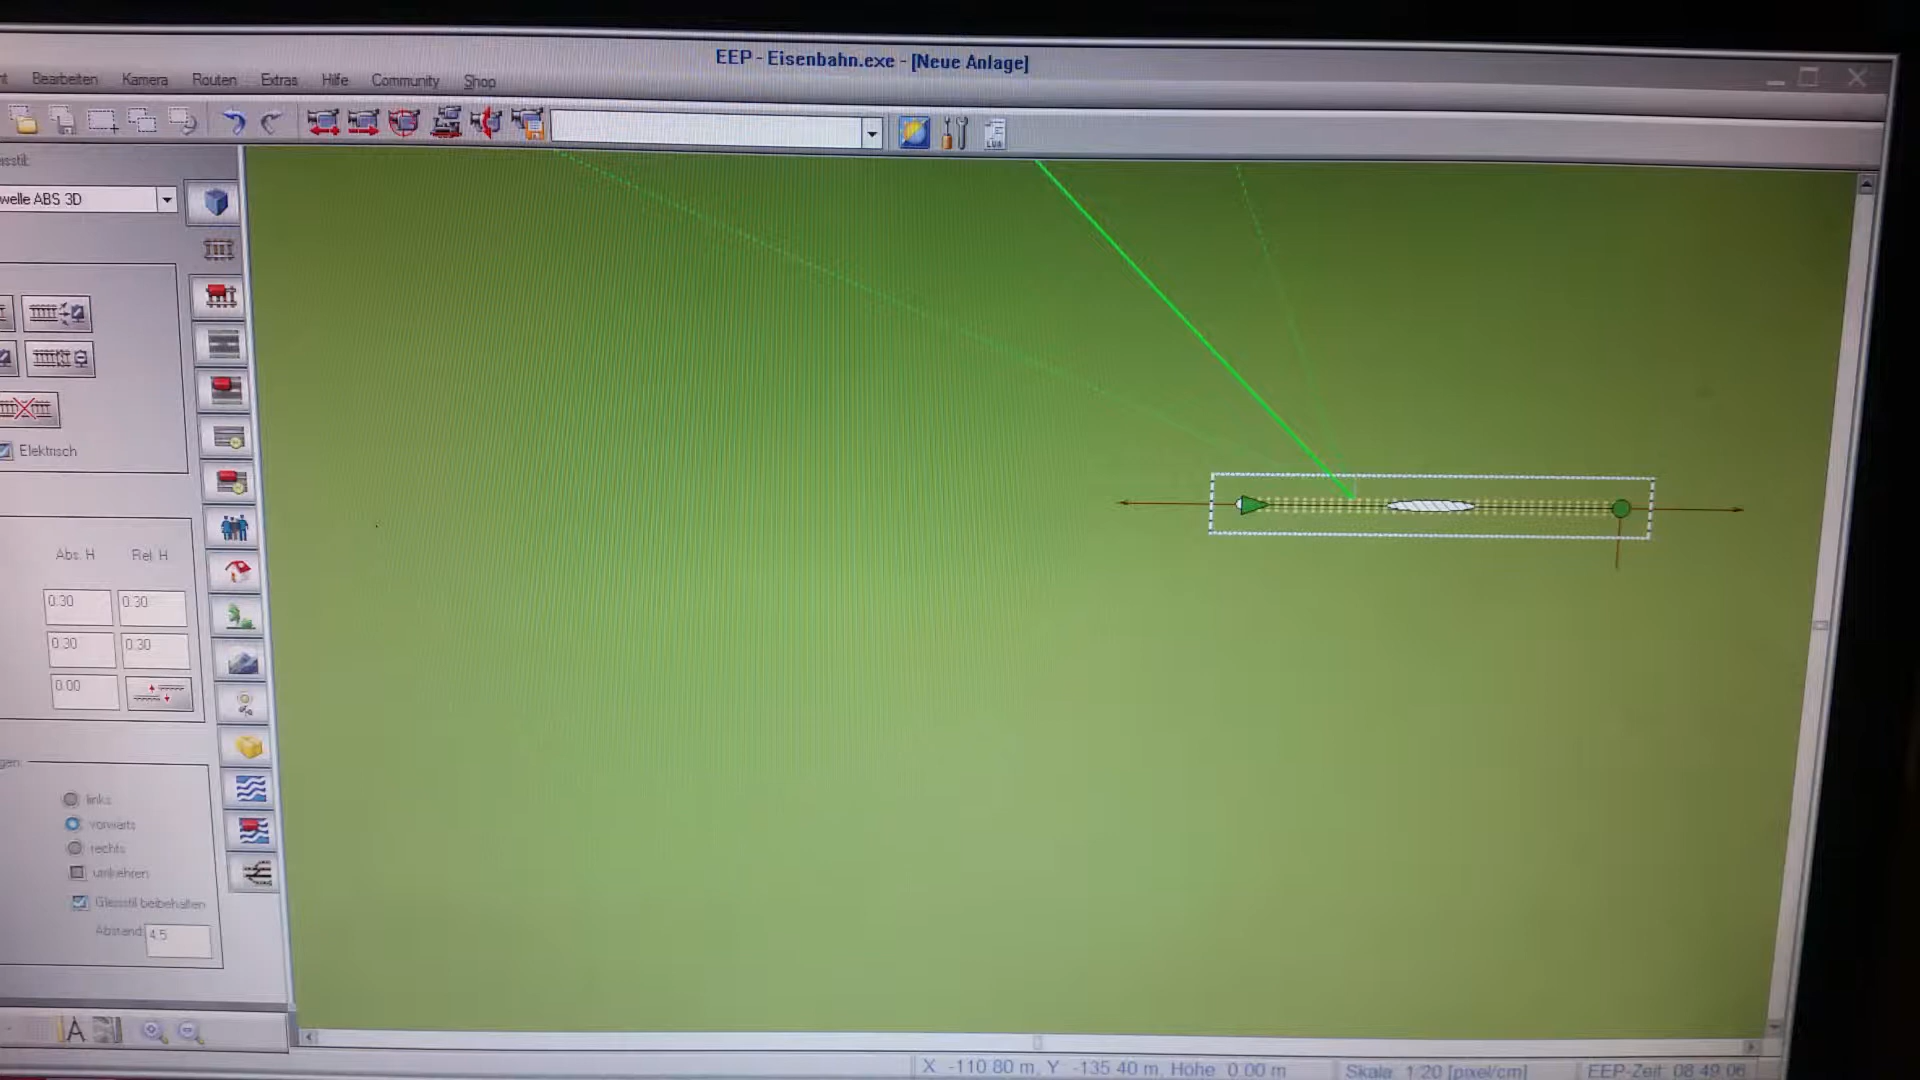 EEP - Eisenbahn.exe - [Neue Anlage]
Bearbeiten Kamera Routen Extras Hilfe Community Shop
LUA
welle ABS 3D
Elektrisch
Abs. H Rel. H
0.30 0.30
0.30 0.30
0.00
links
vorwärts
rechts
umkehren
Gleisstil beibehalten
Abstand: 4.5
A
X -110.80 m, Y -135.40 m, Höhe 0.00 m Skala 1:20 [pixel/cm] EEP-Zeit: 08:49:06